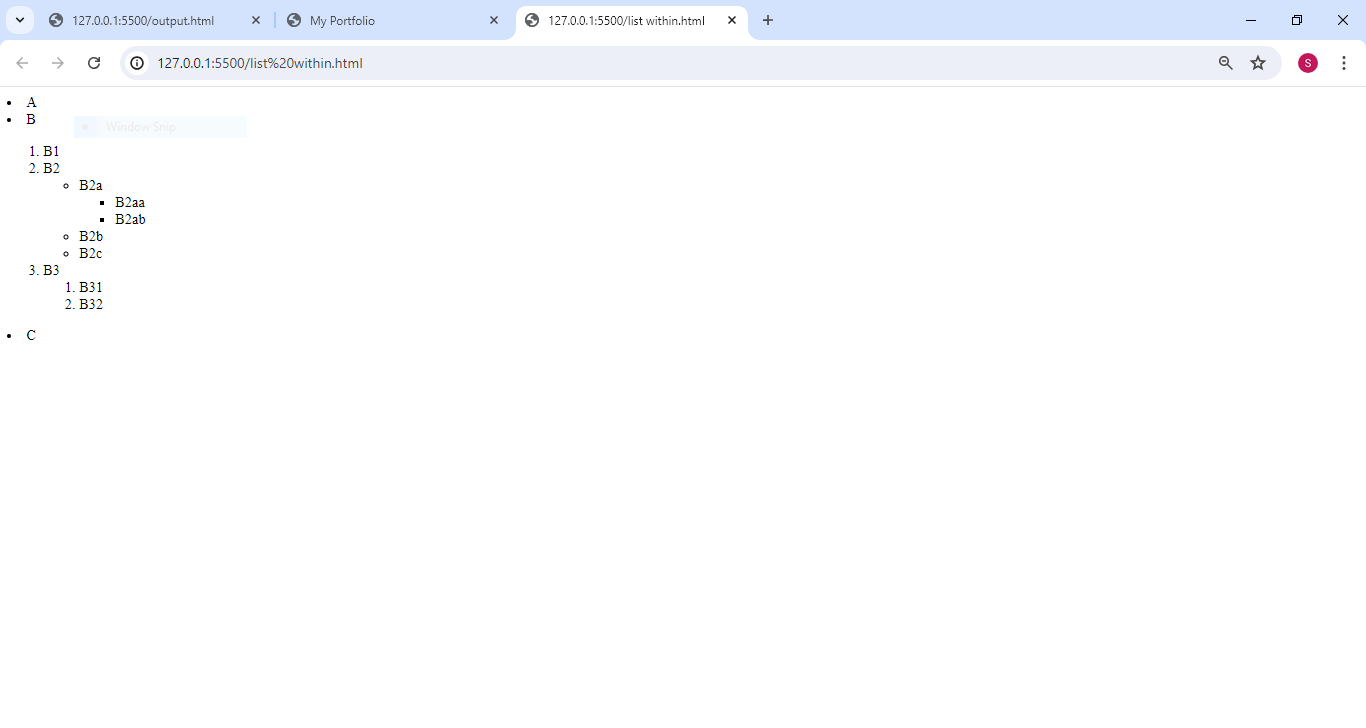 127.0.0.1:5500/output.html
My Portfolio
127.0.0.1:5500/list within.html
127.0.0.1:5500/list%20within.html
S
• A
• B
Window Snip
1. B1
2. B2
◦ B2a
▪ B2aa
▪ B2ab
◦ B2b
◦ B2c
3. B3
1. B31
2. B32
• C